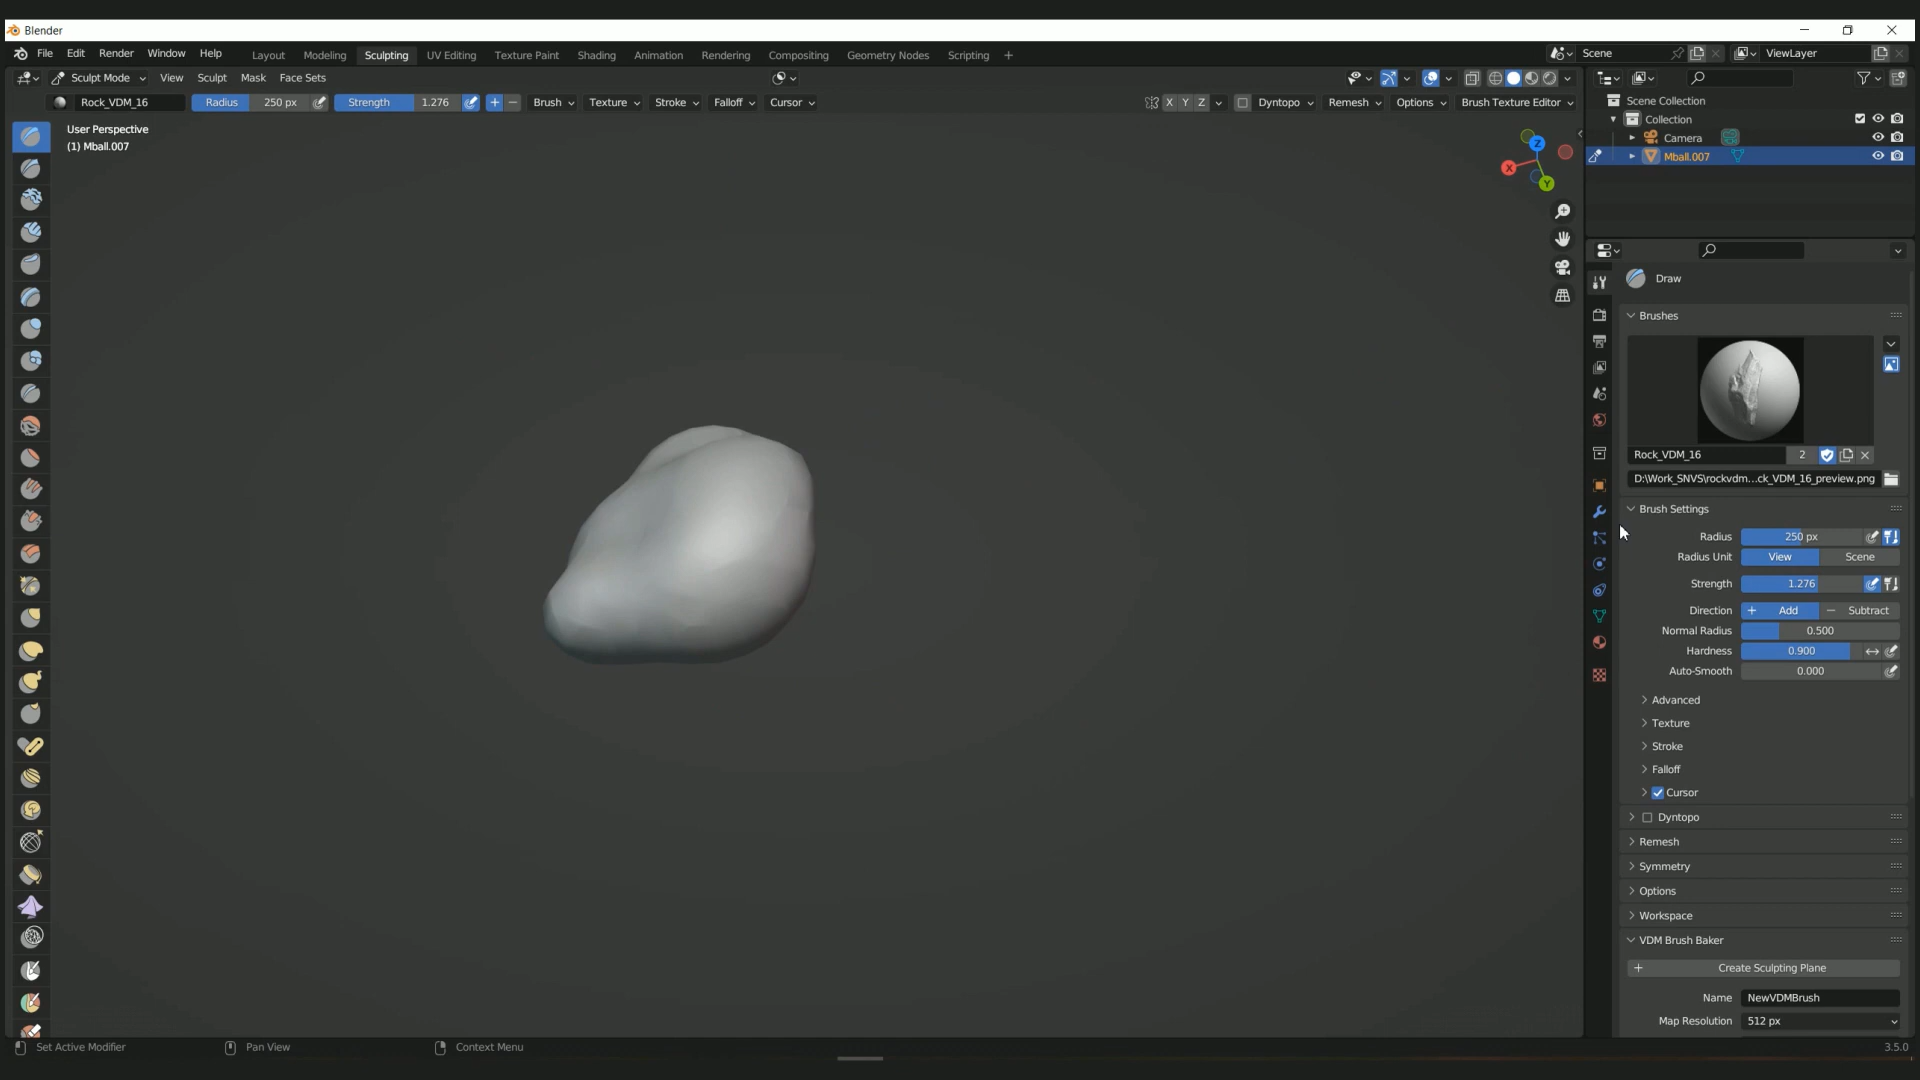 Blender
File Edit Render Window Help Layout Modeling Sculpting UV Editing Texture Paint Shading Animation Rendering Compositing Geometry Nodes Scripting + Scene ViewLayer
Sculpt Mode View Sculpt Mask Face Sets
Rock_VDM_16 Radius 250 px Strength 1.276 + − Brush Texture Stroke Falloff Cursor X Y Z Dyntopo Remesh Options Brush Texture Editor
User Perspective
(1) Mball.007
Z
X
Y
Scene Collection
Collection
Camera
Mball.007
Draw
Brushes
Rock_VDM_16 2
D:\Work_SNVS\rockvdm...ck_VDM_16_preview.png
Brush Settings
Radius 250 px
Radius Unit View Scene
Strength 1.276
Direction + Add − Subtract
Normal Radius 0.500
Hardness 0.900
Auto-Smooth 0.000
Advanced
Texture
Stroke
Falloff
Cursor
Dyntopo
Remesh
Symmetry
Options
Workspace
VDM Brush Baker
+ Create Sculpting Plane
Name NewVDMBrush
Map Resolution 512 px
Set Active Modifier Pan View Context Menu 3.5.0